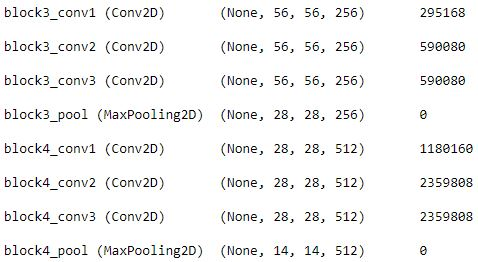 block3_conv1 (Conv2D) (None, 56, 56, 256) 295168
block3_conv2 (Conv2D) (None, 56, 56, 256) 590080
block3_conv3 (Conv2D) (None, 56, 56, 256) 590080
block3_pool (MaxPooling2D) (None, 28, 28, 256) 0
block4_conv1 (Conv2D) (None, 28, 28, 512) 1180160
block4_conv2 (Conv2D) (None, 28, 28, 512) 2359808
block4_conv3 (Conv2D) (None, 28, 28, 512) 2359808
block4_pool (MaxPooling2D) (None, 14, 14, 512) 0